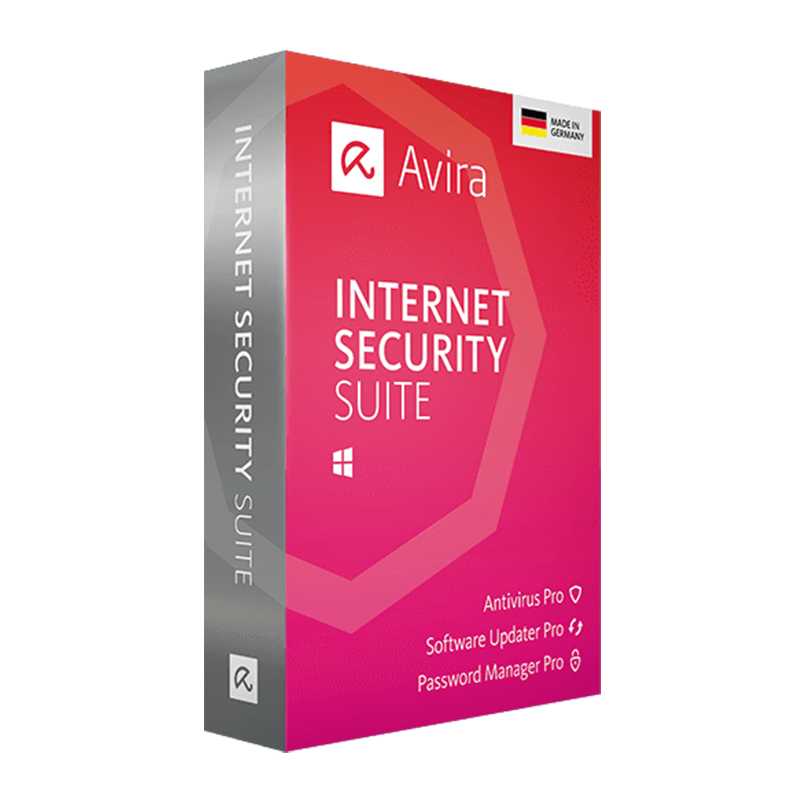 INTERNET SECURITY SUITE
MADE IN
GERMANY
Avira
INTERNET
SECURITY
SUITE
Antivirus Pro
Software Updater Pro
Password Manager Pro